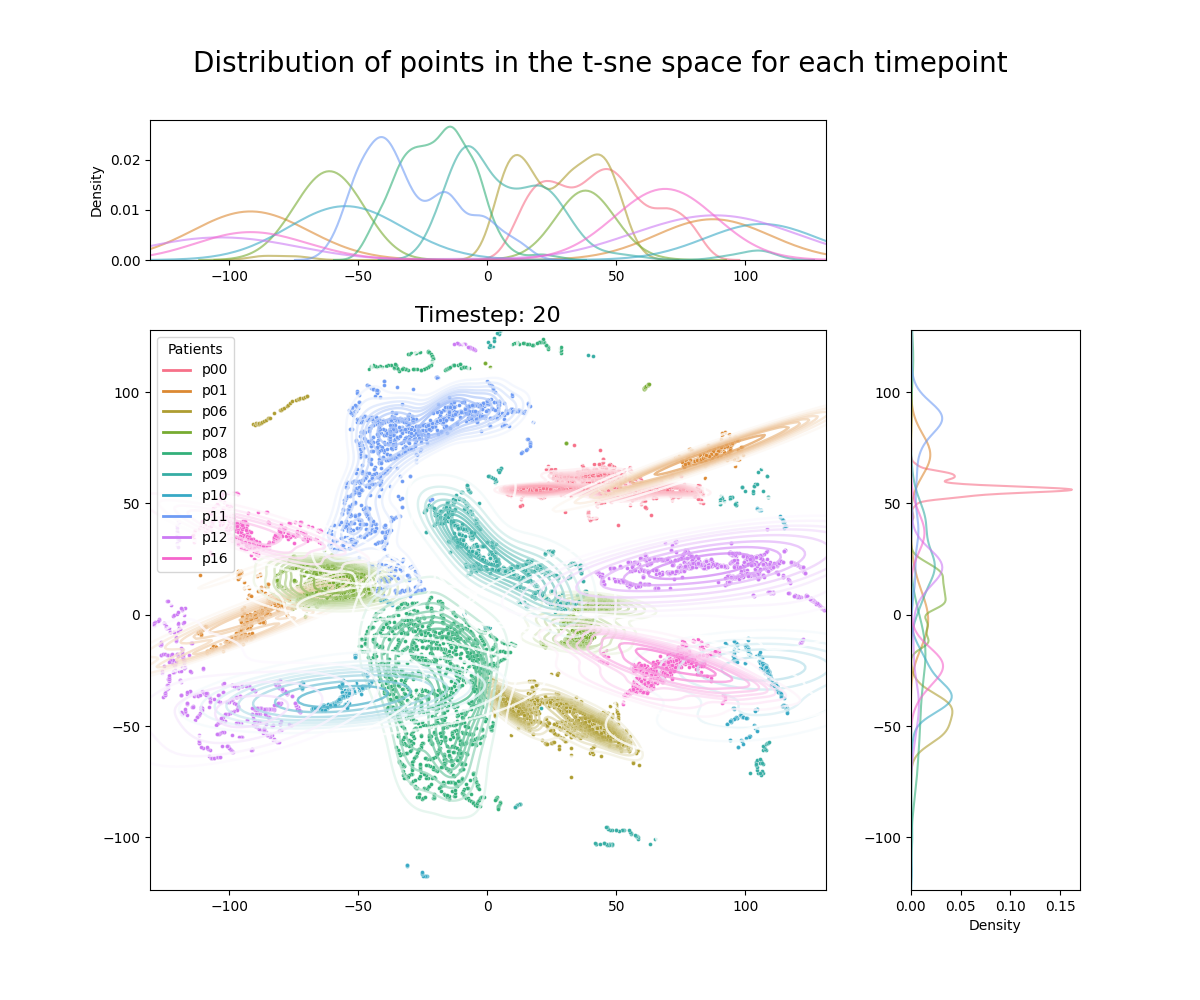 Distribution of points in the t-sne space for each timepoint
Density
0.02
0.01
0.00
−100
−50
0
50
100
Timestep: 20
Patients
p00
p01
p06
p07
p08
p09
p10
p11
p12
p16
100
50
0
−50
−100
−100
−50
0
50
100
100
50
0
−50
−100
0.00
0.05
0.10
0.15
Density